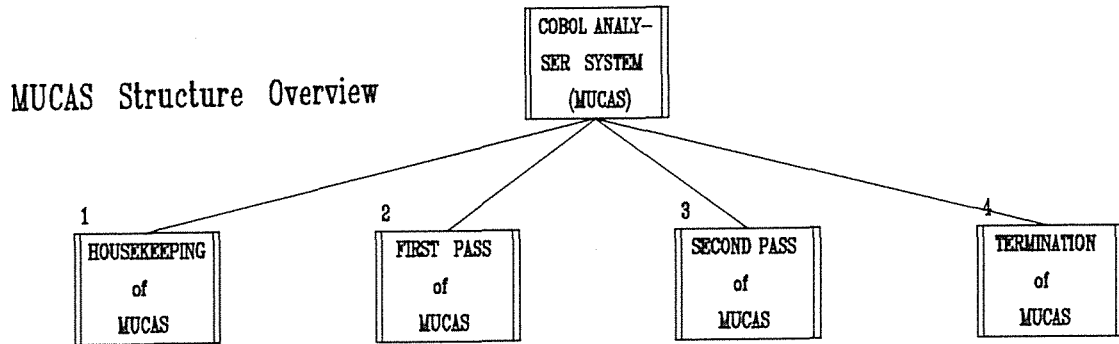 COBOL ANALY-
SER SYSTEM
(MUCAS)
MUCAS Structure Overview
1
HOUSEKEEPING
of
MUCAS
2
FIRST PASS
of
MUCAS
3
SECOND PASS
of
MUCAS
4
TERMINATION
of
MUCAS